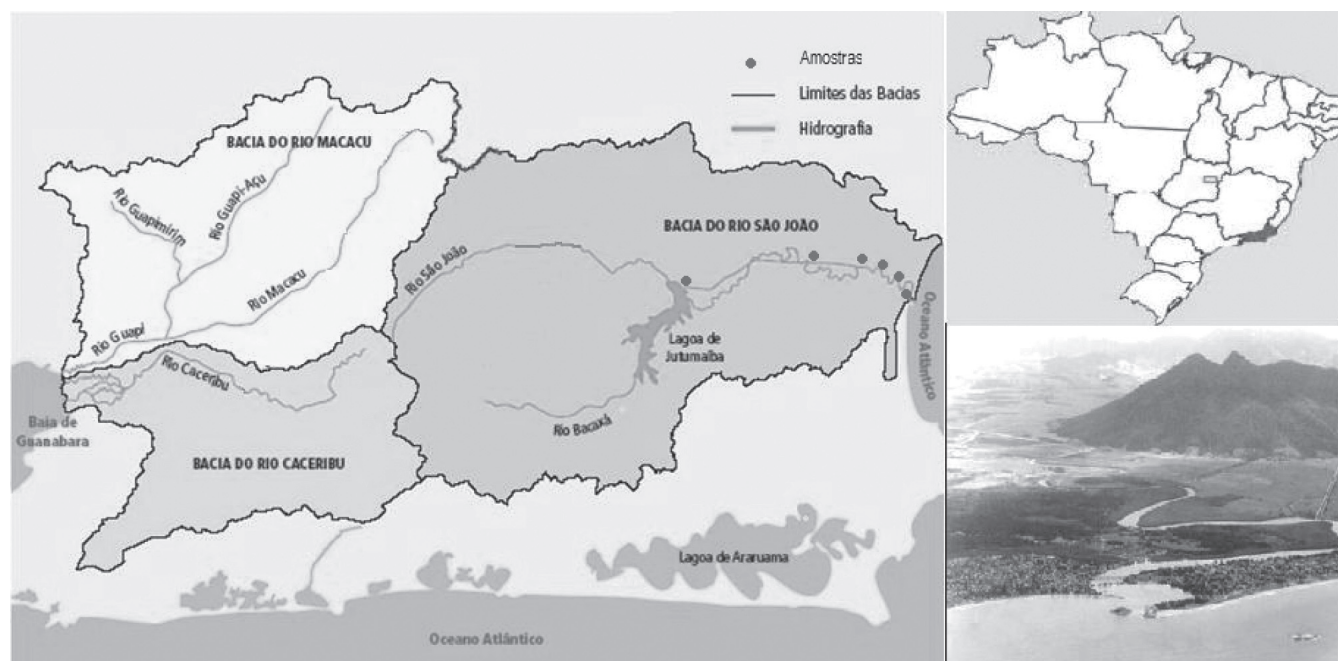 Amostras
Limites das Bacias
Hidrografia
BACIA DO RIO MACACU
Rio Guapi-Açu
Rio Guapimirim
Rio Macacu
Rio Guapí
Rio Caceribu
Baia de
Guanabara
BACIA DO RIO CACERIBU
BACIA DO RIO SÃO JOÃO
Rio São João
Lagoa de
Jutumaíba
Rio Bacaxá
Oceano Atlântico
Lagoa de Araruama
Oceano Atlântico